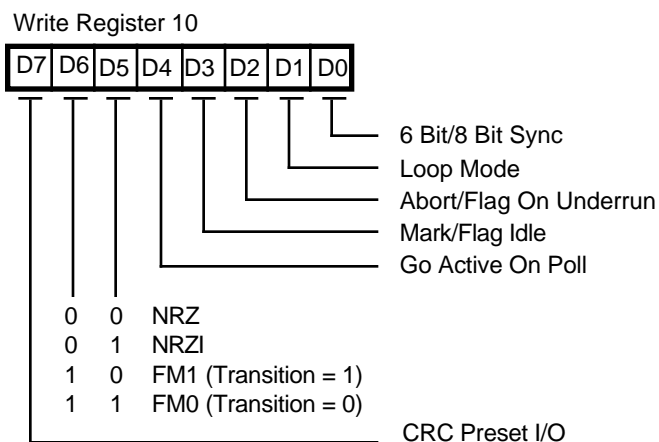 Write Register 10
D7 D6 D5 D4 D3 D2 D1 D0
6 Bit/8 Bit Sync
Loop Mode
Abort/Flag On Underrun
Mark/Flag Idle
Go Active On Poll
0 0 NRZ
0 1 NRZI
1 0 FM1 (Transition = 1)
1 1 FM0 (Transition = 0)
CRC Preset I/O